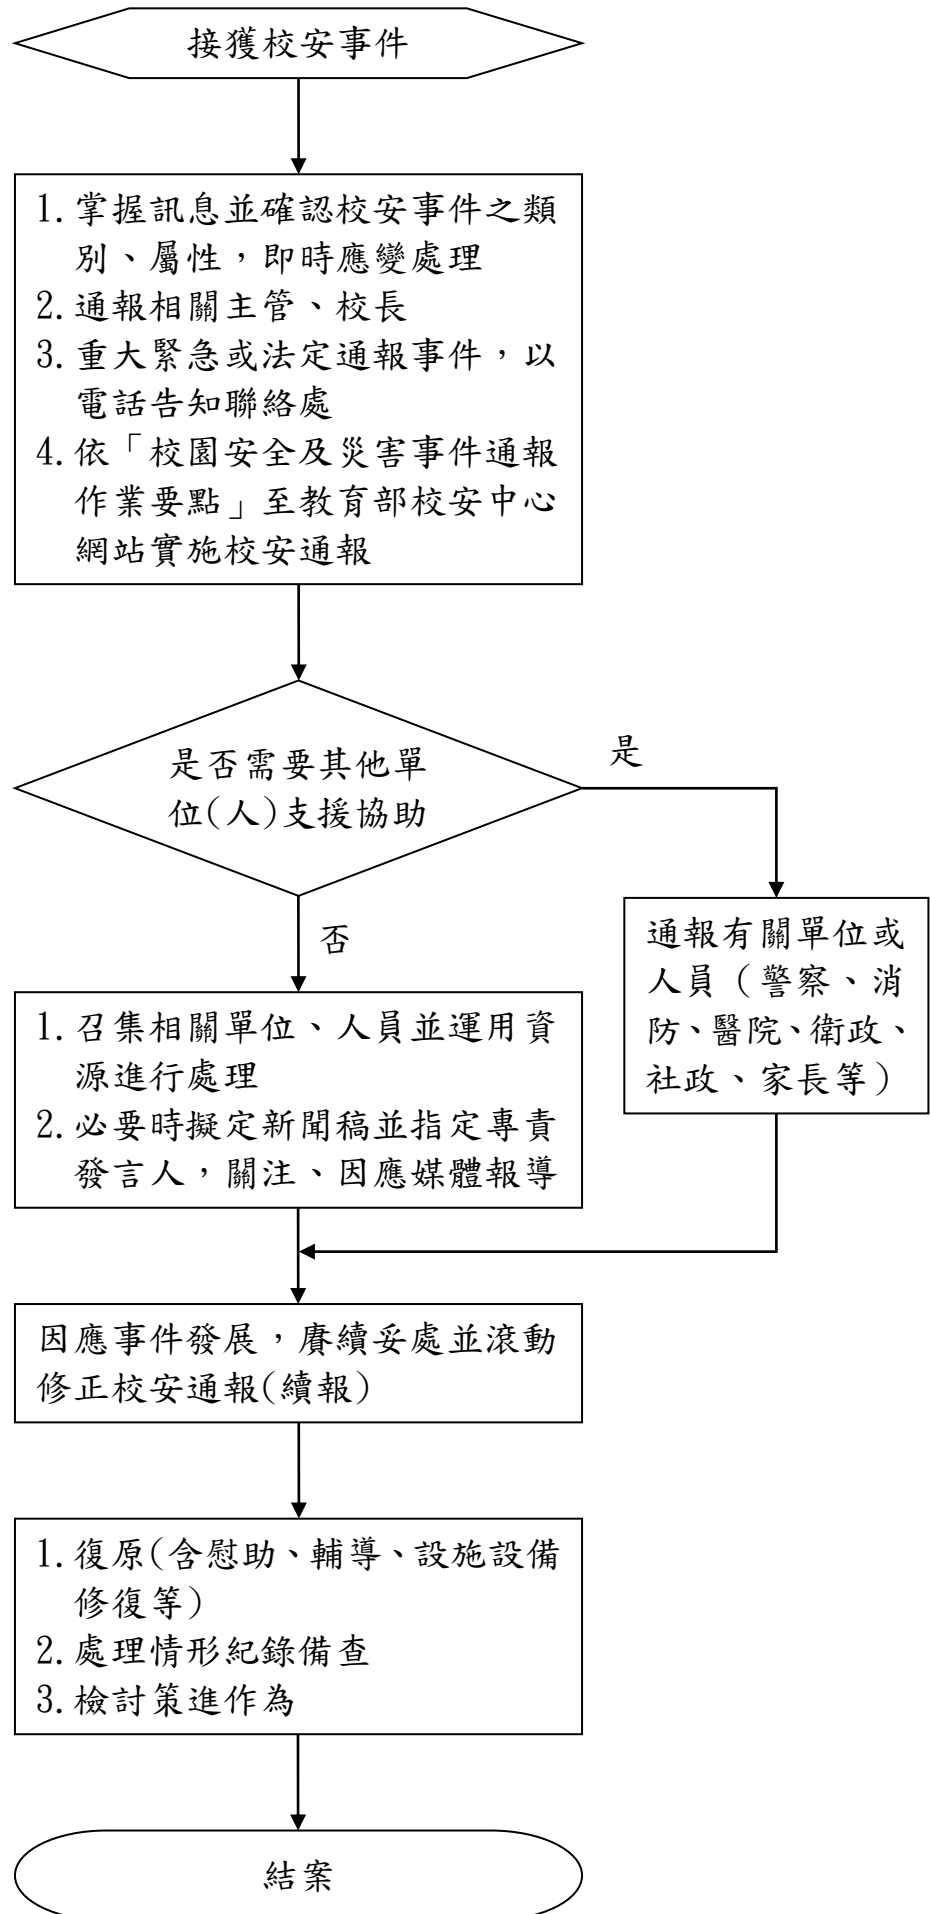 接獲校安事件
1.掌握訊息並確認校安事件之類
別、屬性，即時應變處理
2.通報相關主管、校長
3.重大緊急或法定通報事件，以
電話告知聯絡處
4.依「校園安全及災害事件通報
作業要點」至教育部校安中心
網站實施校安通報
是否需要其他單
位(人)支援協助
是
否
通報有關單位或
人員（警察、消
防、醫院、衛政、
社政、家長等）
1.召集相關單位、人員並運用資
源進行處理
2.必要時擬定新聞稿並指定專責
發言人，關注、因應媒體報導
因應事件發展，賡續妥處並滾動
修正校安通報(續報)
1.復原(含慰助、輔導、設施設備
修復等)
2.處理情形紀錄備查
3.檢討策進作為
結案